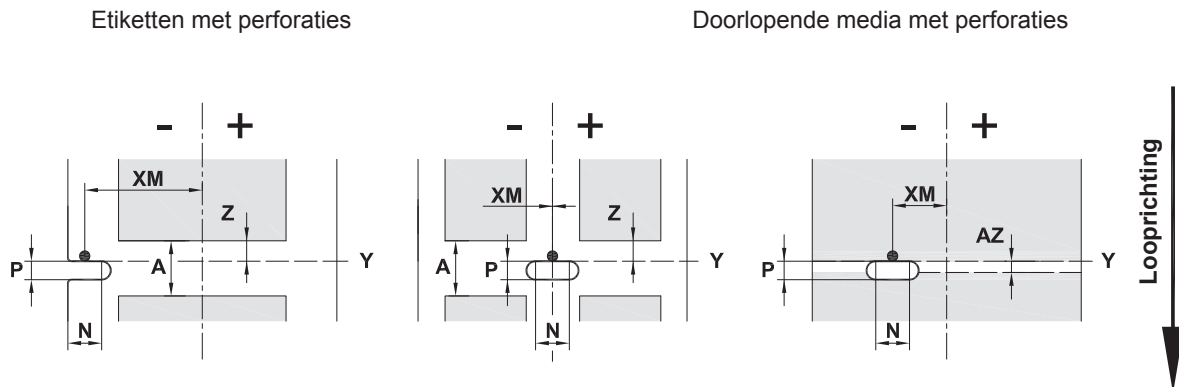 Etiketten met perforaties
Doorlopende media met perforaties
- +
XM
Z
P
A
Y
N
- +
XM
Z
A
P
Y
N
- +
XM
AZ
P
Y
N
Looprichting